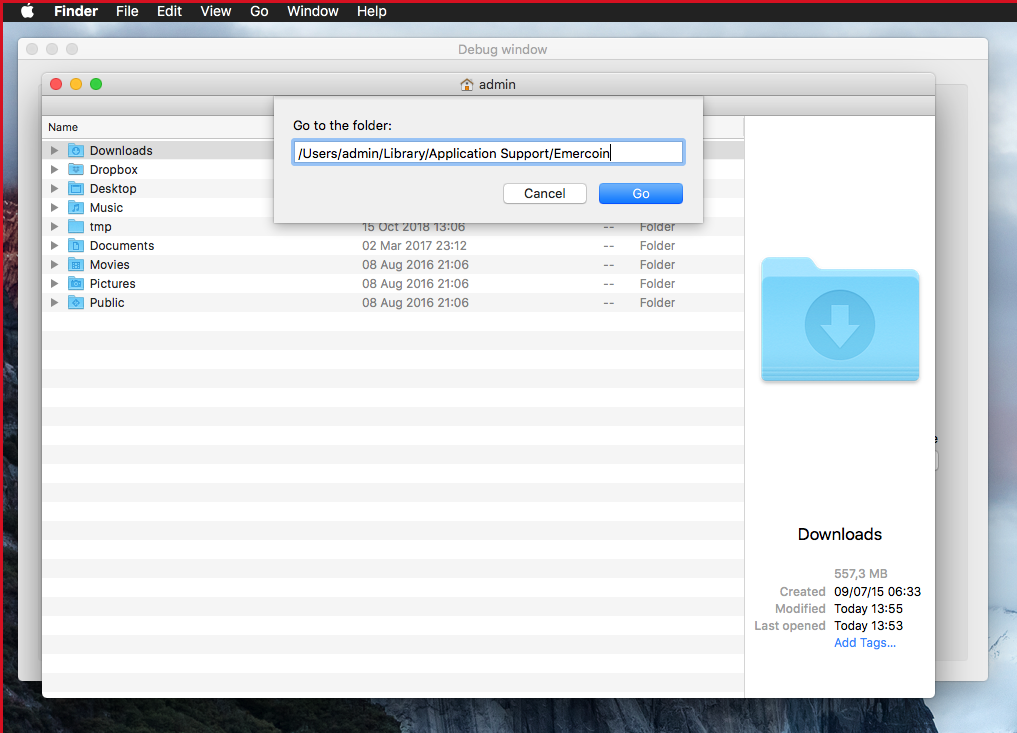 Finder File Edit View Go Window Help
Debug window
admin
Go to the folder:
/Users/admin/Library/Application Support/Emercoin
Cancel Go
Name
Downloads
Dropbox
Desktop
Music
tmp 15 Oct 2018 13:06 -- Folder
Documents 02 Mar 2017 23:12 -- Folder
Movies 08 Aug 2016 21:06 -- Folder
Pictures 08 Aug 2016 21:06 -- Folder
Public 08 Aug 2016 21:06 -- Folder
Downloads
557,3 MB
Created 09/07/15 06:33
Modified Today 13:55
Last opened Today 13:53
Add Tags...